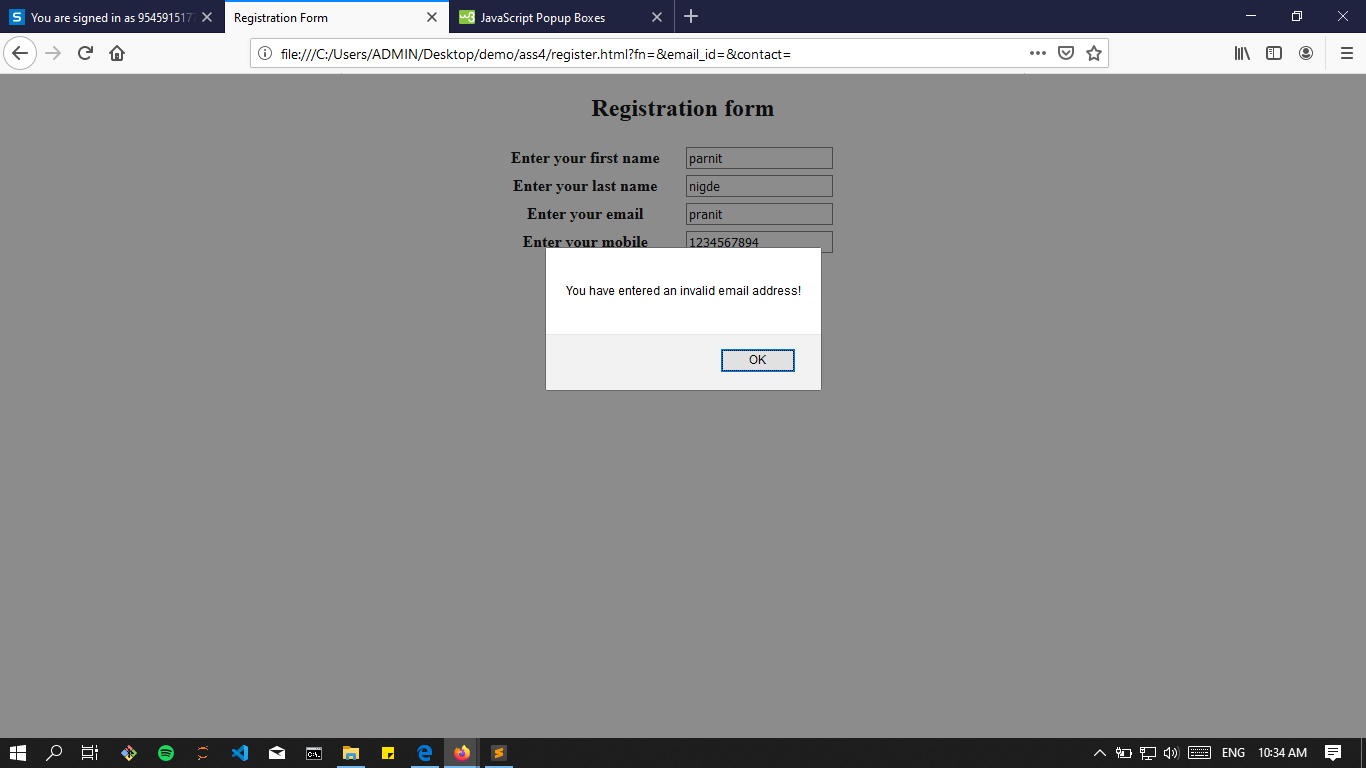 You are signed in as 954591517
Registration Form
JavaScript Popup Boxes
file:///C:/Users/ADMIN/Desktop/demo/ass4/register.html?fn=&email_id=&contact=
Registration form
Enter your first name parnit
Enter your last name nigde
Enter your email pranit
Enter your mobile 1234567894
You have entered an invalid email address!
OK
ENG 10:34 AM